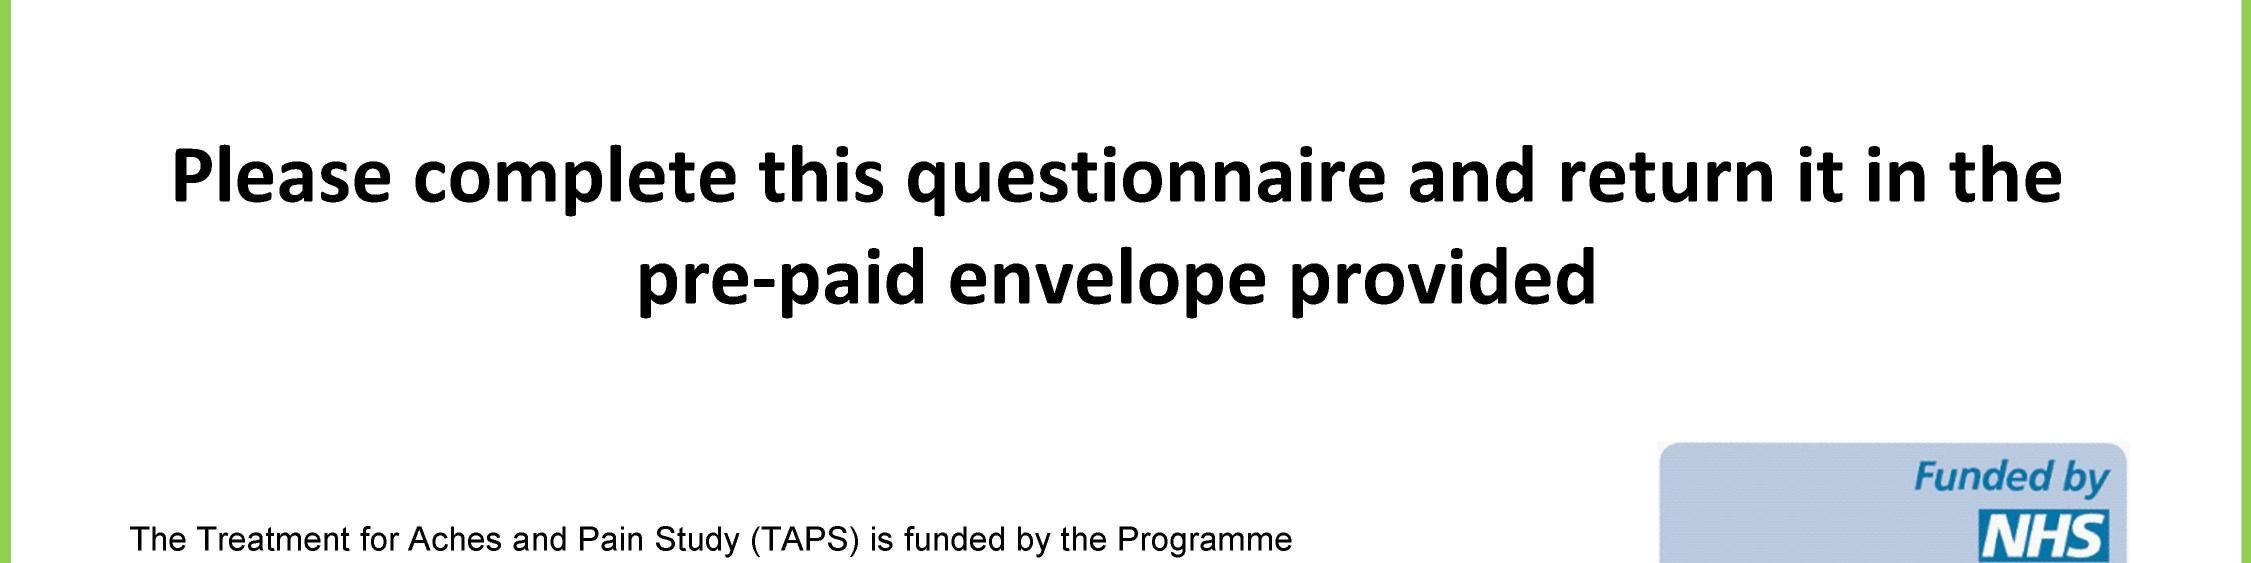 Please complete this questionnaire and return it in the
pre-paid envelope provided
Funded by
NHS
The Treatment for Aches and Pain Study (TAPS) is funded by the Programme